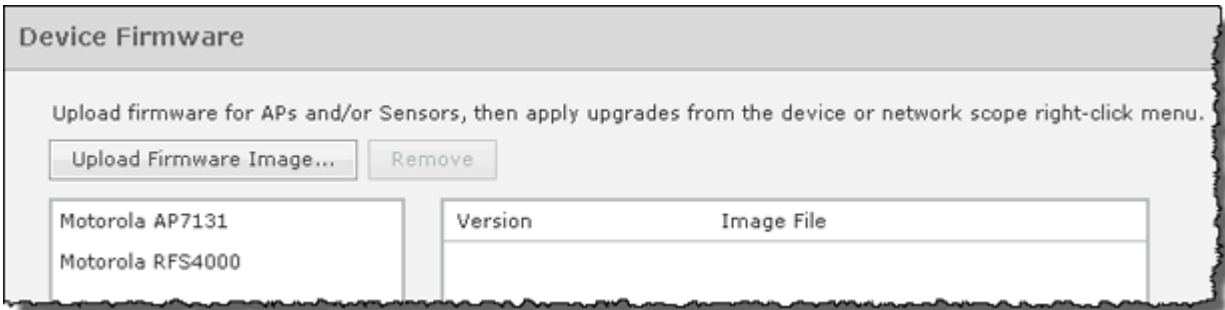 Device Firmware
Upload firmware for APs and/or Sensors, then apply upgrades from the device or network scope right-click menu.
Upload Firmware Image... Remove
Motorola AP7131 Version Image File
Motorola RFS4000